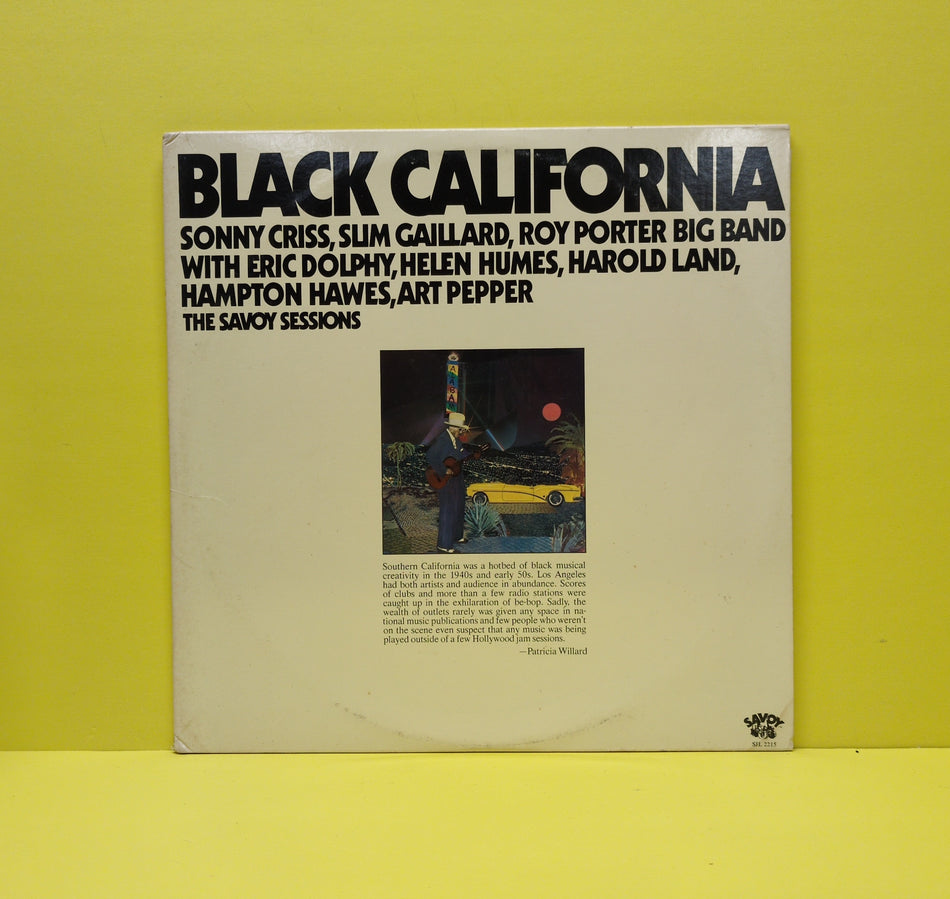 BLACK CALIFORNIA
SONNY CRISS, SLIM GAILLARD, ROY PORTER BIG BAND
WITH ERIC DOLPHY, HELEN HUMES, HAROLD LAND,
HAMPTON HAWES, ART PEPPER
THE SAVOY SESSIONS
Southern California was a hotbed of black musical
creativity in the 1940s and early 50s. Los Angeles
had both artists and audience in abundance. Scores
of clubs and more than a few radio stations were
caught up in the exhilaration of be-bop. Sadly, the
wealth of outlets rarely was given any space in na-
tional music publications and few people who weren't
on the scene even suspect that any music was being
played outside of a few Hollywood jam sessions.
—Patricia Willard
SAVOY
SJL 2215